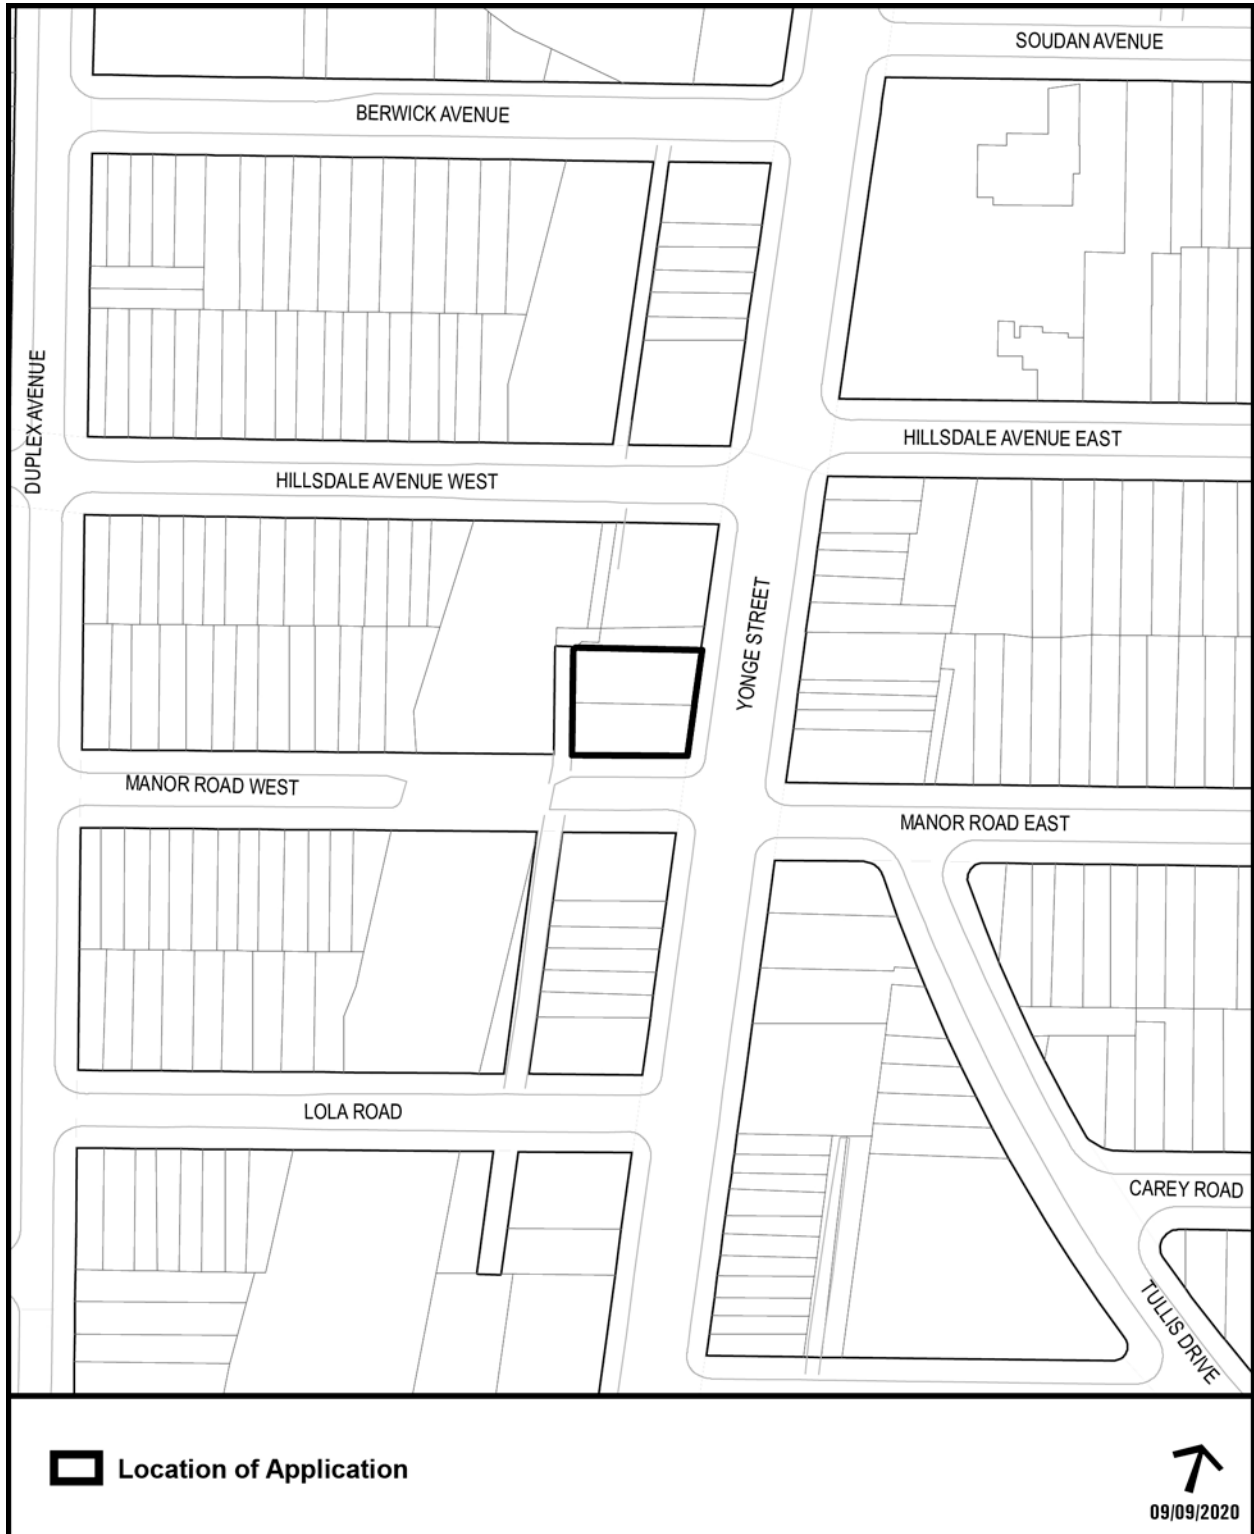 SOUDAN AVENUE
BERWICK AVENUE
DUPLEX AVENUE
HILLSDALE AVENUE EAST
HILLSDALE AVENUE WEST
YONGE STREET
MANOR ROAD WEST
MANOR ROAD EAST
LOLA ROAD
CAREY ROAD
TULLIS DRIVE
Location of Application
09/09/2020